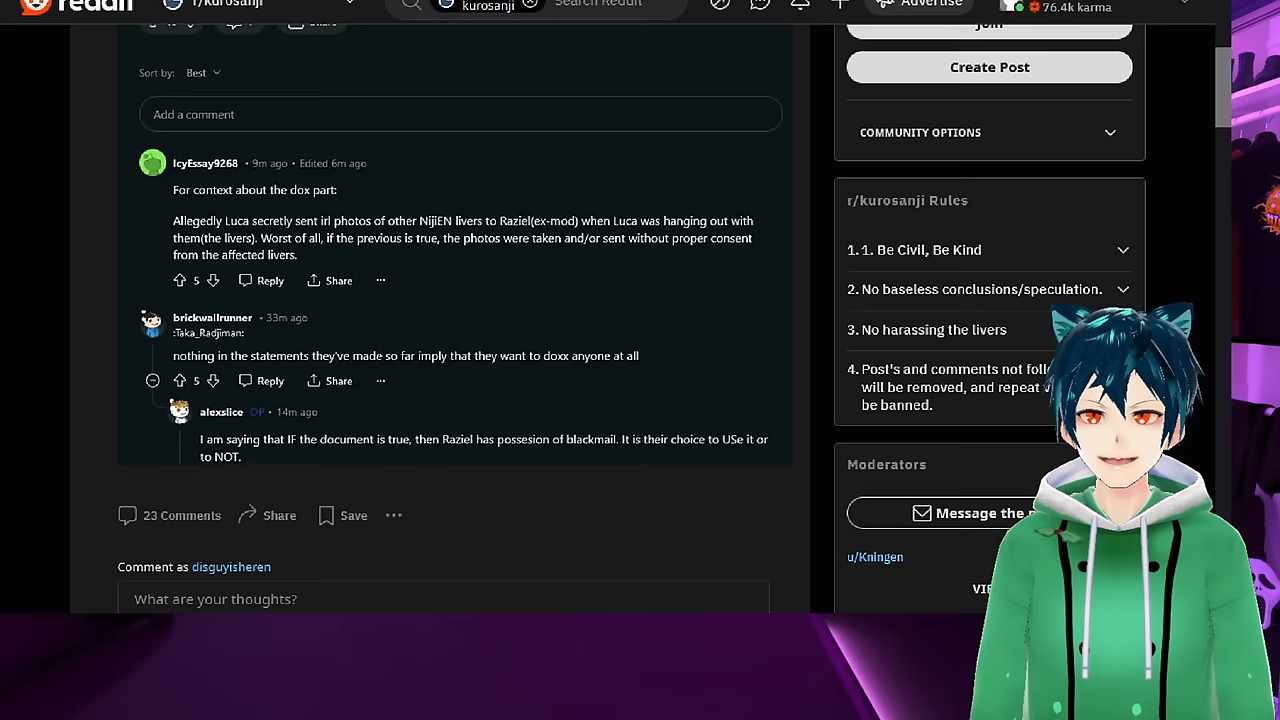 reddit
r/kurosanji
kurosanji
Search Reddit
Advertise
76.4k karma
Share
Join
Sort by: Best
Create Post
Add a comment
COMMUNITY OPTIONS
IcyEssay9268 • 9m ago • Edited 6m ago
For context about the dox part:
Allegedly Luca secretly sent irl photos of other NijiEN livers to Raziel(ex-mod) when Luca was hanging out with
them(the livers). Worst of all, if the previous is true, the photos were taken and/or sent without proper consent
from the affected livers.
5 Reply Share ...
r/kurosanji Rules
1. 1. Be Civil, Be Kind
2. No baseless conclusions/speculation.
3. No harassing the livers
4. Post's and comments not
will be removed, and repeat
be banned.
brickwallrunner • 33m ago
:Taka_Radjiman:
nothing in the statements they've made so far imply that they want to doxx anyone at all
5 Reply Share ...
alexslice OP • 14m ago
I am saying that IF the document is true, then Raziel has possesion of blackmail. It is their choice to USe it or
to NOT.
Moderators
Message the
u/Kningen
23 Comments Share Save ...
Comment as disguyisheren
What are your thoughts?